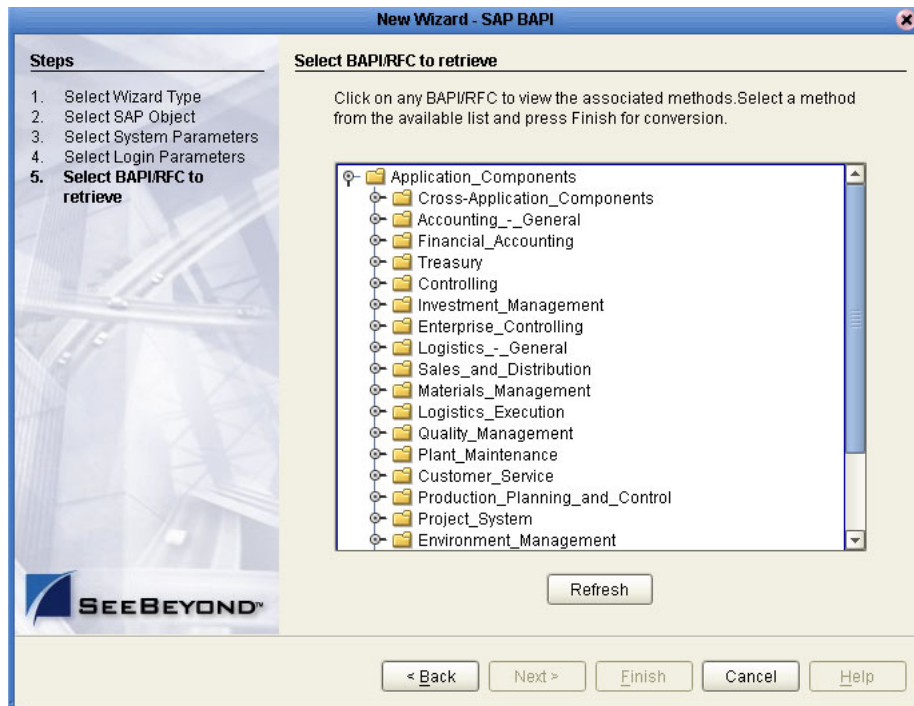 New Wizard - SAP BAPI
Steps
1. Select Wizard Type
2. Select SAP Object
3. Select System Parameters
4. Select Login Parameters
5. Select BAPI/RFC to
retrieve
Select BAPI/RFC to retrieve
Click on any BAPI/RFC to view the associated methods.Select a method
from the available list and press Finish for conversion.
Application_Components
Cross-Application_Components
Accounting_-_General
Financial_Accounting
Treasury
Controlling
Investment_Management
Enterprise_Controlling
Logistics_-_General
Sales_and_Distribution
Materials_Management
Logistics_Execution
Quality_Management
Plant_Maintenance
Customer_Service
Production_Planning_and_Control
Project_System
Environment_Management
Refresh
SEEBEYOND™
< Back
Next >
Finish
Cancel
Help